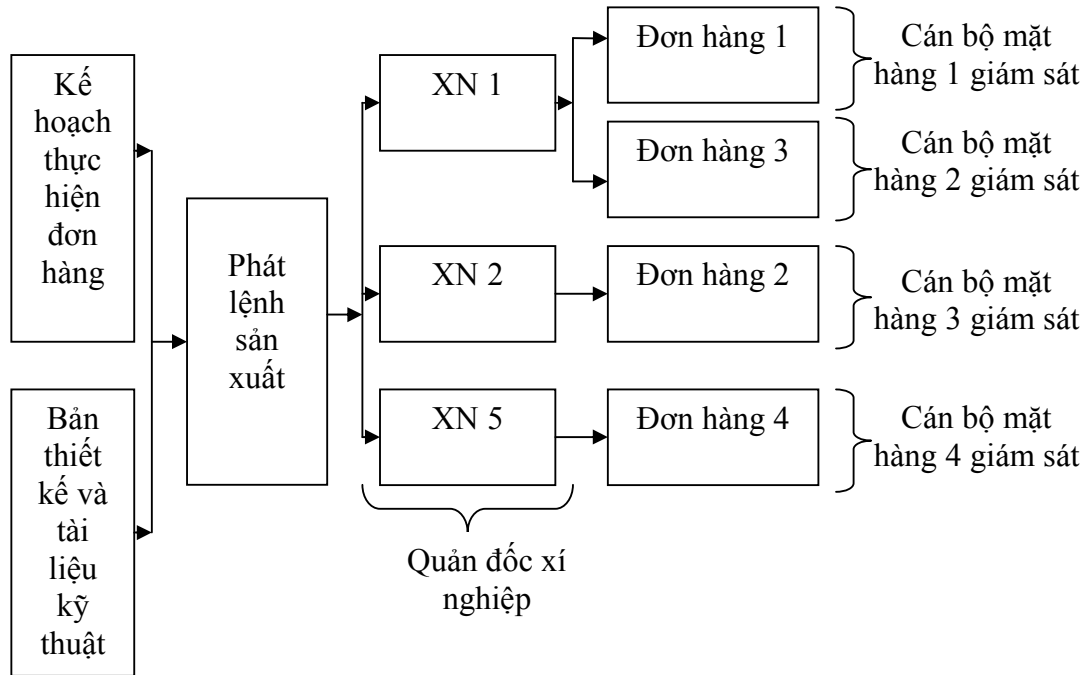 Kế
hoạch
thực
hiện
đơn
hàng
Bản
thiết
kế và
tài
liệu
kỹ
thuật
Phát
lệnh
sản
xuất
XN 1
XN 2
XN 5
Quản đốc xí
nghiệp
Đơn hàng 1
Đơn hàng 3
Đơn hàng 2
Đơn hàng 4
Cán bộ mặt
hàng 1 giám sát
Cán bộ mặt
hàng 2 giám sát
Cán bộ mặt
hàng 3 giám sát
Cán bộ mặt
hàng 4 giám sát